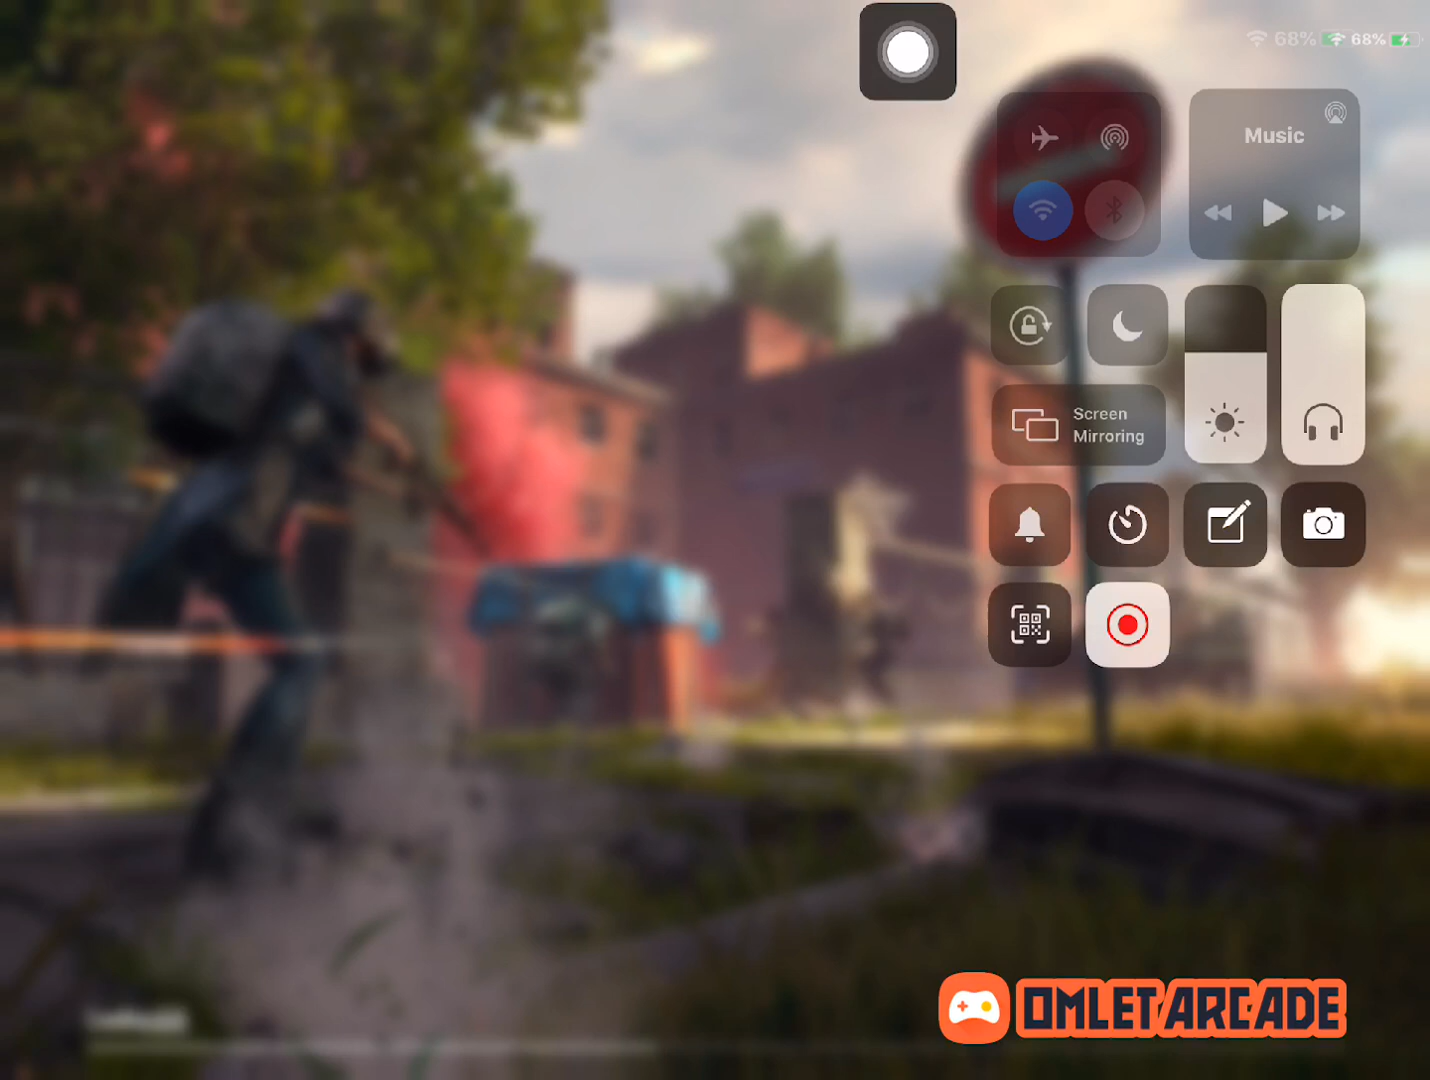 68% 68%
Music
Screen
Mirroring
OMLET ARCADE